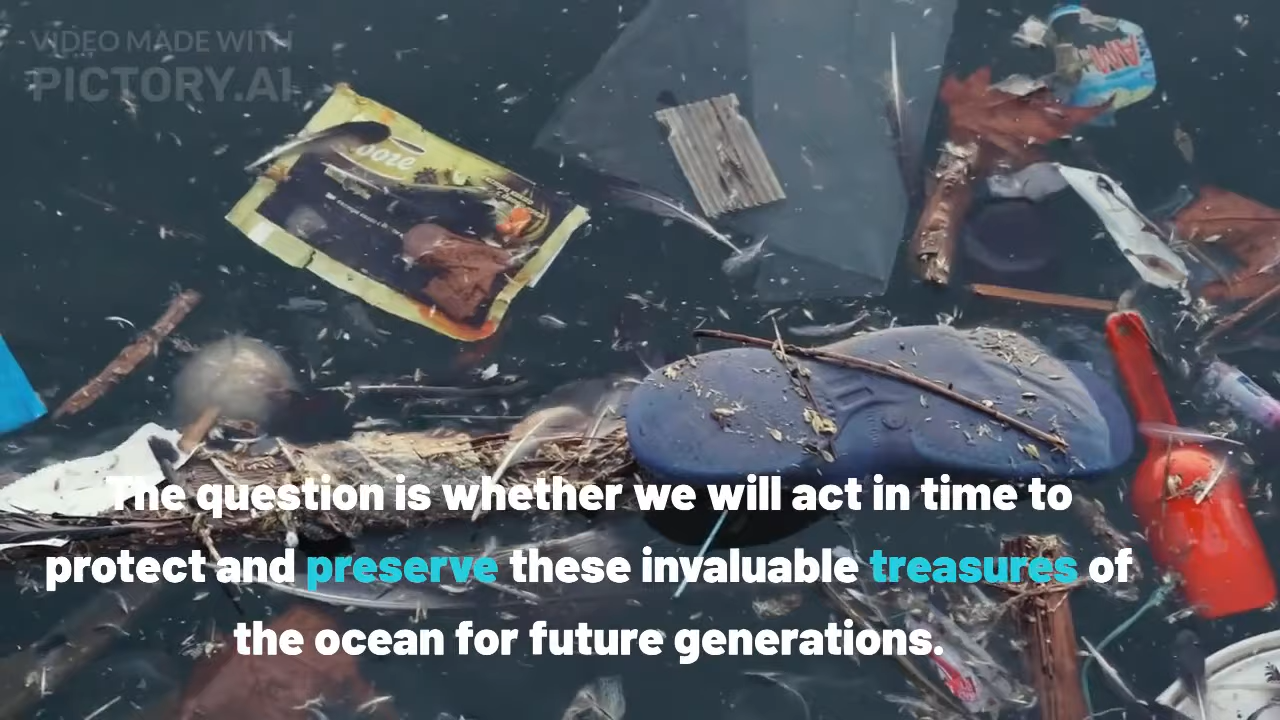 VIDEO MADE WITH
PICTORY.AI
The question is whether we will act in time to
protect and preserve these invaluable treasures of
the ocean for future generations.